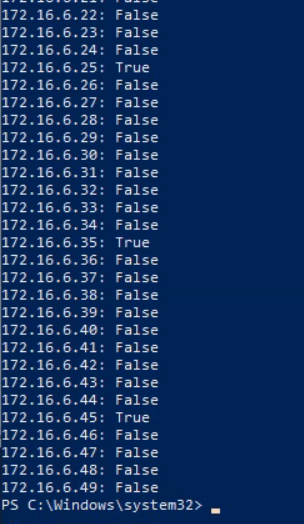 172.16.6.21: False
172.16.6.22: False
172.16.6.23: False
172.16.6.24: False
172.16.6.25: True
172.16.6.26: False
172.16.6.27: False
172.16.6.28: False
172.16.6.29: False
172.16.6.30: False
172.16.6.31: False
172.16.6.32: False
172.16.6.33: False
172.16.6.34: False
172.16.6.35: True
172.16.6.36: False
172.16.6.37: False
172.16.6.38: False
172.16.6.39: False
172.16.6.40: False
172.16.6.41: False
172.16.6.42: False
172.16.6.43: False
172.16.6.44: False
172.16.6.45: True
172.16.6.46: False
172.16.6.47: False
172.16.6.48: False
172.16.6.49: False
PS C:\Windows\system32>